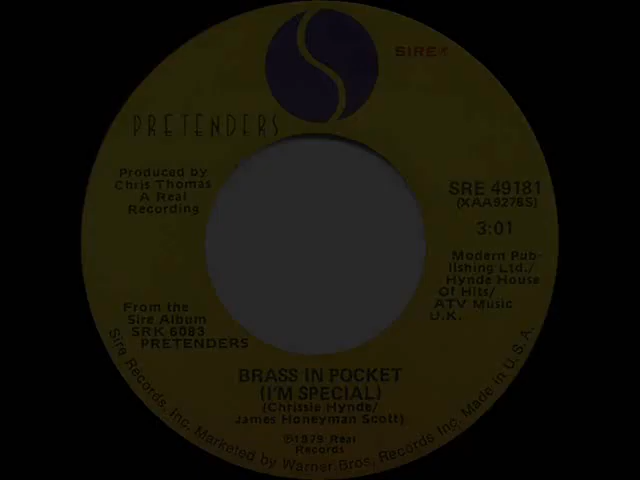 SIRE
PRETENDERS
Produced by
Chris Thomas
A Real
Recording
SRE 49181
(XAA9276S)
3:01
Modern Pub-
lishing Ltd./
Hynde House
Of Hits/
ATV Music
U.K.
From the
Sire Album
SRK 6083
PRETENDERS
BRASS IN POCKET
(I'M SPECIAL)
(Chrissie Hynde/
James Honeyman Scott)
©1979 Real
Records
Sire Records, Inc. Marketed by Warner Bros. Records Inc. Made in U.S.A.